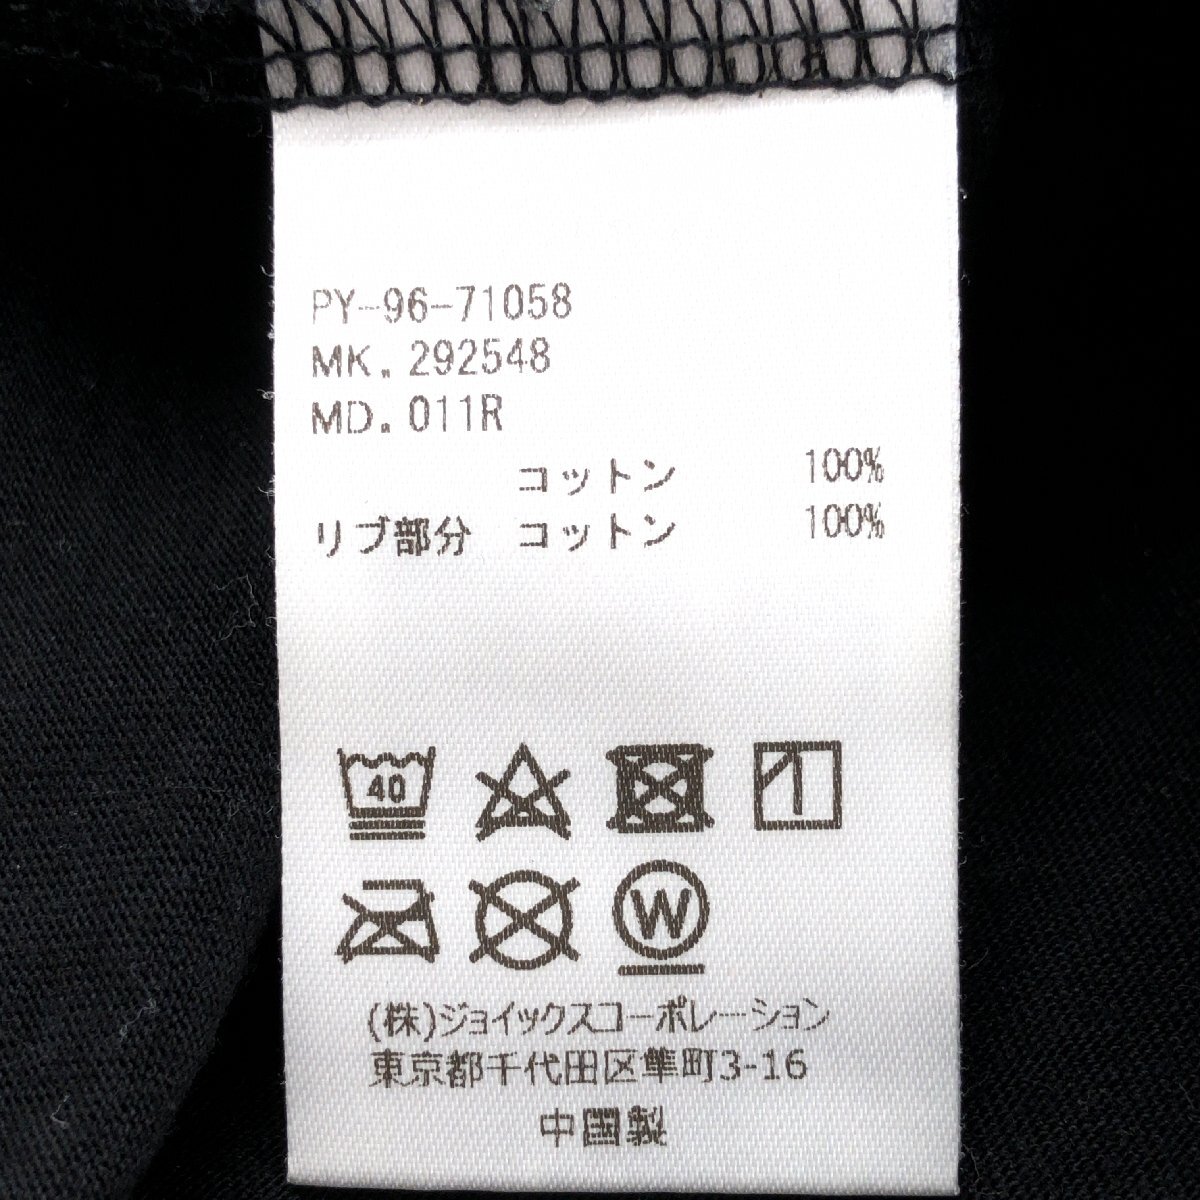 PY-96-71058
MK. 292548
MD. 011R
コットン 100%
リブ部分 コットン 100%
40
W
(株)ジョイックスコーポレーション
東京都千代田区隼町3-16
中国製